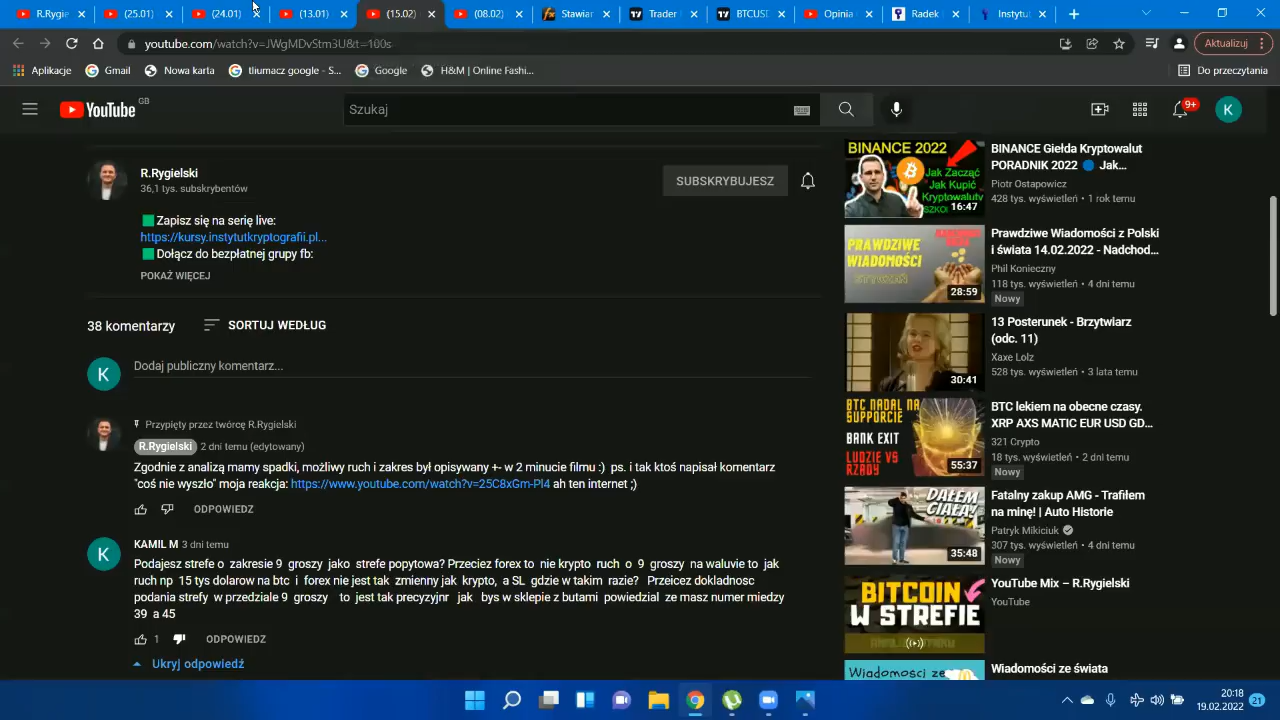 R.Rygie
(25.01)
(24.01)
(13.01)
(15.02)
(08.02)
Stawiar
Trader
BTCUSD
Opinia
Radek
Instytut
youtube.com/watch?v=JWgMDvStm3U&t=100s
Aktualizuj
Aplikacje
Gmail
Nowa karta
tłumacz google - S...
Google
H&M | Online Fashi...
Do przeczytania
YouTube GB
Szukaj
9+
K
R.Rygielski
36,1 tys. subskrybentów
SUBSKRYBUJESZ
Zapisz się na serię live:
https://kursy.instytutkryptografii.pl...
Dołącz do bezpłatnej grupy fb:
POKAŻ WIĘCEJ
38 komentarzy
SORTUJ WEDŁUG
K
Dodaj publiczny komentarz...
Przypięty przez twórcę R.Rygielski
R.Rygielski 2 dni temu (edytowany)
Zgodnie z analizą mamy spadki, możliwy ruch i zakres był opisywany +- w 2 minucie filmu :) ps. i tak ktoś napisał komentarz
"coś nie wyszło" moja reakcja: https://www.youtube.com/watch?v=25C8xGm-PI4 ah ten internet ;)
ODPOWIEDZ
K
KAMIL M 3 dni temu
Podajesz strefe o zakresie 9 groszy jako strefe popytowa? Przeciez forex to nie krypto ruch o 9 groszy na waluvie to jak
ruch np 15 tys dolarow na btc i forex nie jest tak zmienny jak krypto, a SL gdzie w takim razie? Przeicez dokladnosc
podania strefy w przedziale 9 groszy to jest tak precyzyjnr jak bys w sklepie z butami powiedzial ze masz numer miedzy
39 a 45
1
ODPOWIEDZ
Ukryj odpowiedź
BINANCE 2022
Jak Zacząć
Jak Kupić
Kryptowaluty
SZKO
16:47
BINANCE Giełda Kryptowalut
PORADNIK 2022 Jak...
Piotr Ostapowicz
428 tys. wyświetleń • 1 rok temu
PRAWDZIWE
WIADOMOŚCI
28:59
Prawdziwe Wiadomości z Polski
i świata 14.02.2022 - Nadchod...
Phil Konieczny
118 tys. wyświetleń • 4 dni temu
Nowy
30:41
13 Posterunek - Brzytwiarz
(odc. 11)
Xaxe Lolz
528 tys. wyświetleń • 3 lata temu
BTC NADAL NA
SUPPORCIE
BANK EXIT
LUDZIE VS
RZĄDY
55:37
BTC lekiem na obecne czasy.
XRP AXS MATIC EUR USD GD...
321 Crypto
18 tys. wyświetleń • 2 dni temu
Nowy
DAŁEM
CIAŁA!
35:48
Fatalny zakup AMG - Trafiłem
na minę! | Auto Historie
Patryk Mikiciuk
307 tys. wyświetleń • 4 dni temu
Nowy
BITCOIN
W STREFIE
YouTube Mix – R.Rygielski
YouTube
Wiadomości ze
Wiadomości ze świata
20:18
19.02.2022
21